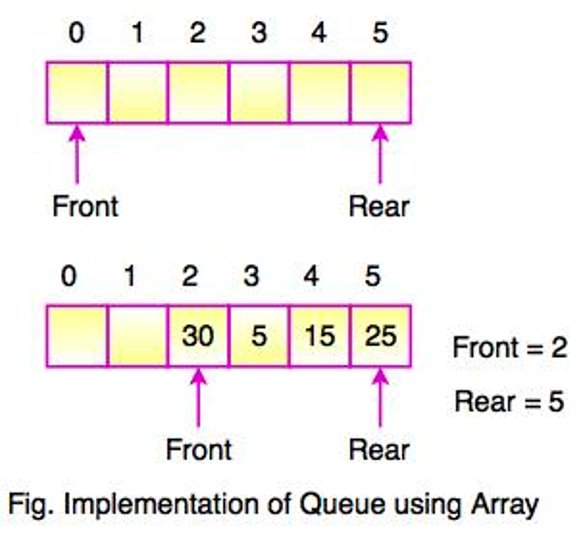 0 1 2 3 4 5
Front Rear
0 1 2 3 4 5
30 5 15 25
Front = 2
Rear = 5
Front Rear
Fig. Implementation of Queue using Array